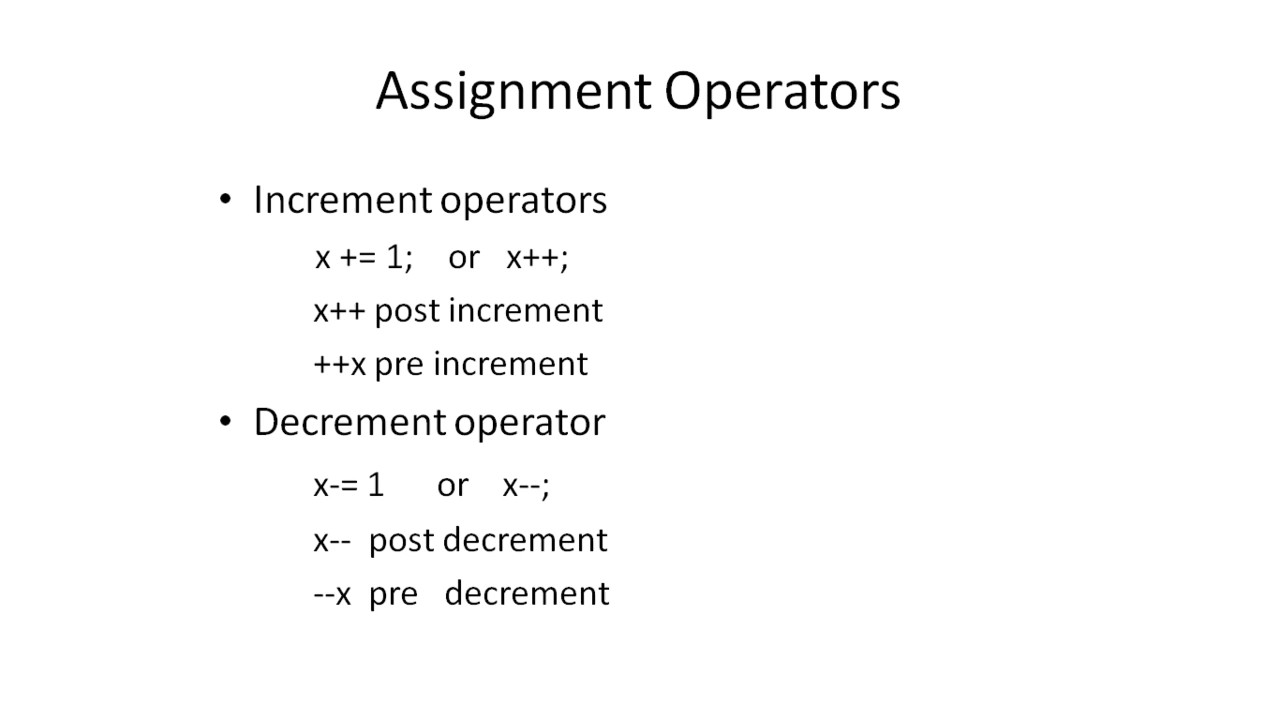 Assignment Operators
• Increment operators
x += 1; or x++;
x++ post increment
++x pre increment
• Decrement operator
x-= 1 or x--;
x-- post decrement
--x pre decrement